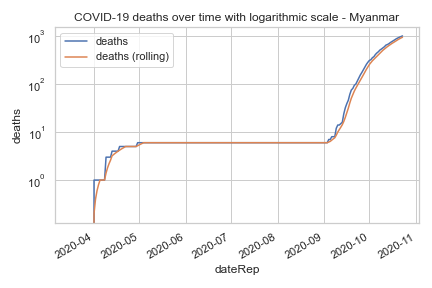 COVID-19 deaths over time with logarithmic scale - Myanmar
deaths
deaths (rolling)
10³
10²
10¹
10⁰
deaths
2020-04
2020-05
2020-06
2020-07
2020-08
2020-09
2020-10
2020-11
dateRep